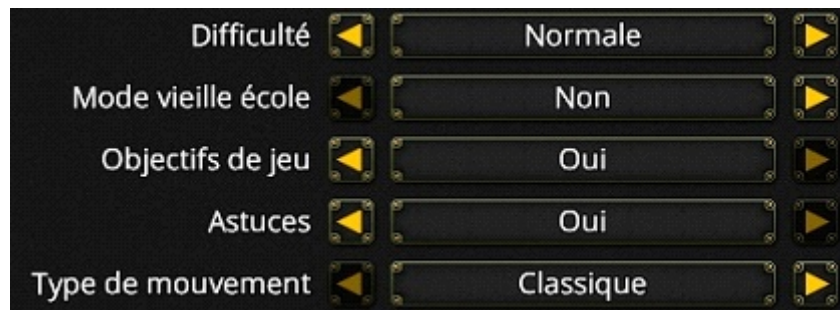 Difficulté Normale
Mode vieille école Non
Objectifs de jeu Oui
Astuces Oui
Type de mouvement Classique